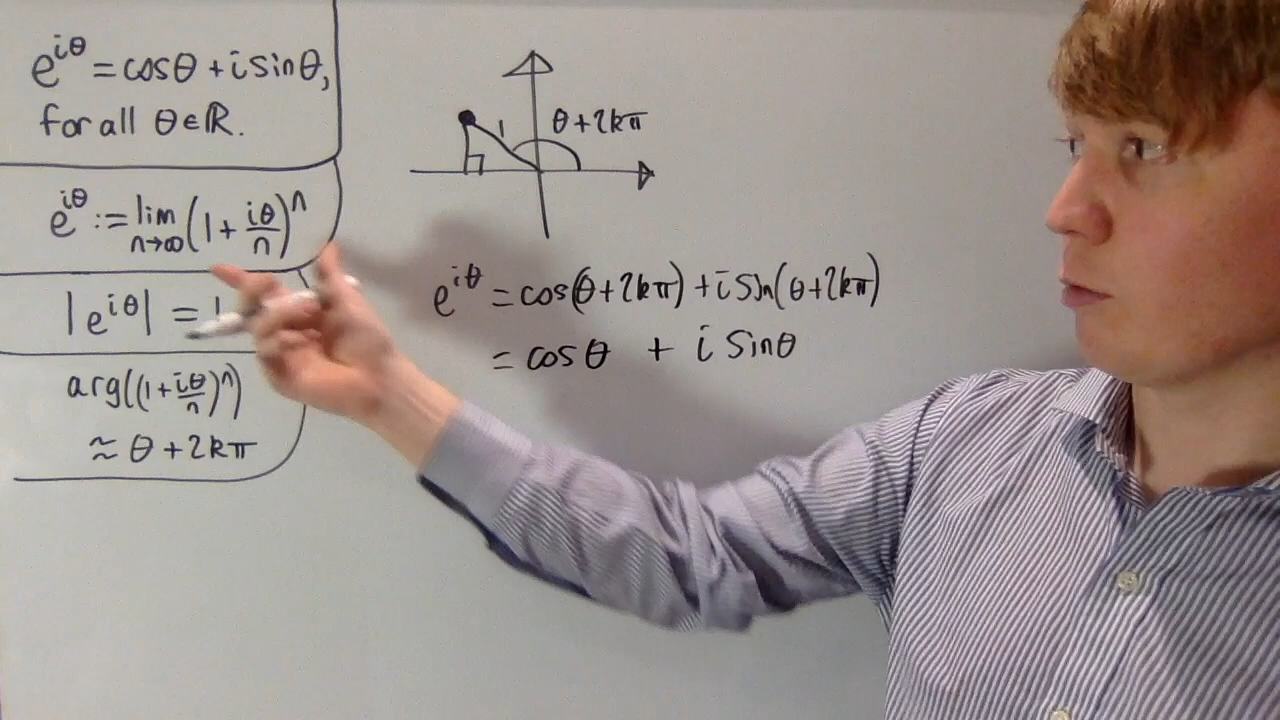 e^{iθ} = cosθ + i sinθ,
for all θ∈ℝ.
e^{iθ} := lim_{n→∞} (1 + iθ/n)^n
|e^{iθ}| = 1
arg((1 + iθ/n)^n)
≈ θ + 2kπ
1
θ + 2kπ
e^{iθ} = cos(θ + 2kπ) + i sin(θ + 2kπ)
= cosθ + i sinθ